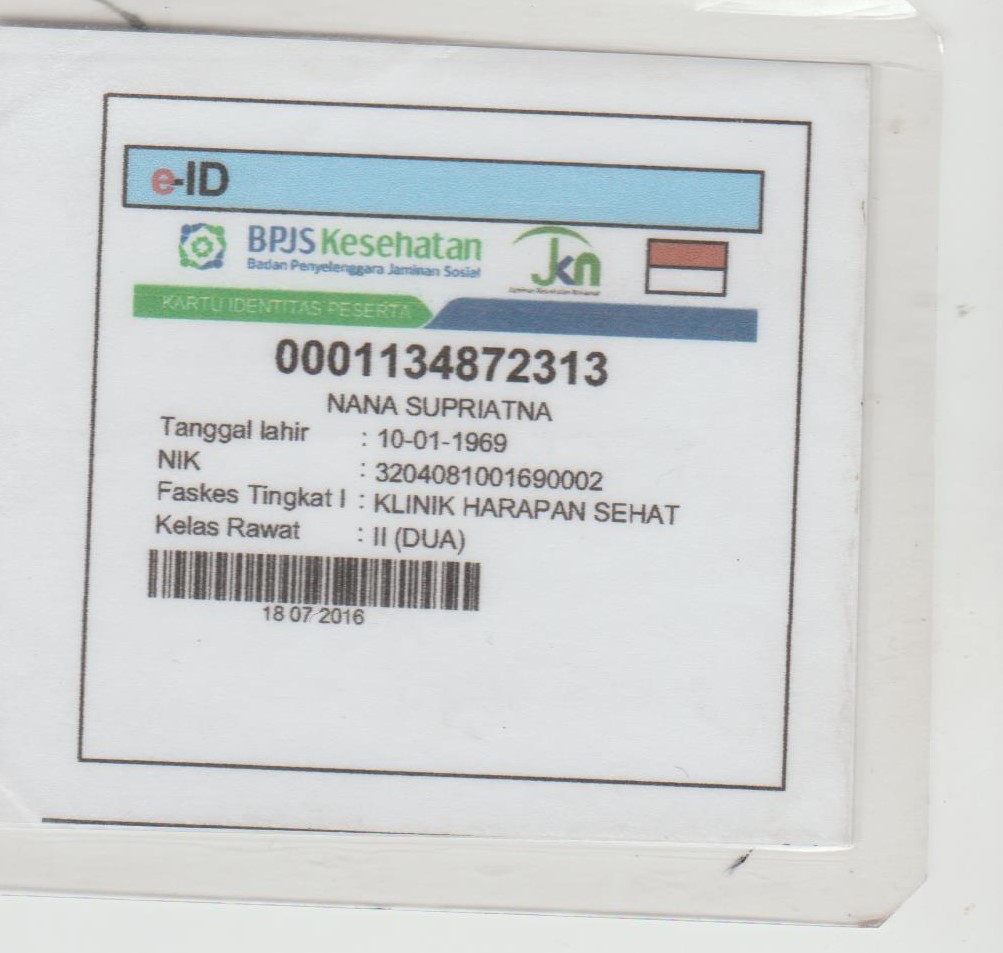 e-ID
BPJS Kesehatan
Badan Penyelenggara Jaminan Sosial
jkn
KARTU IDENTITAS PESERTA
0001134872313
NANA SUPRIATNA
Tanggal lahir : 10-01-1969
NIK : 3204081001690002
Faskes Tingkat I : KLINIK HARAPAN SEHAT
Kelas Rawat : II (DUA)
18 07 2016